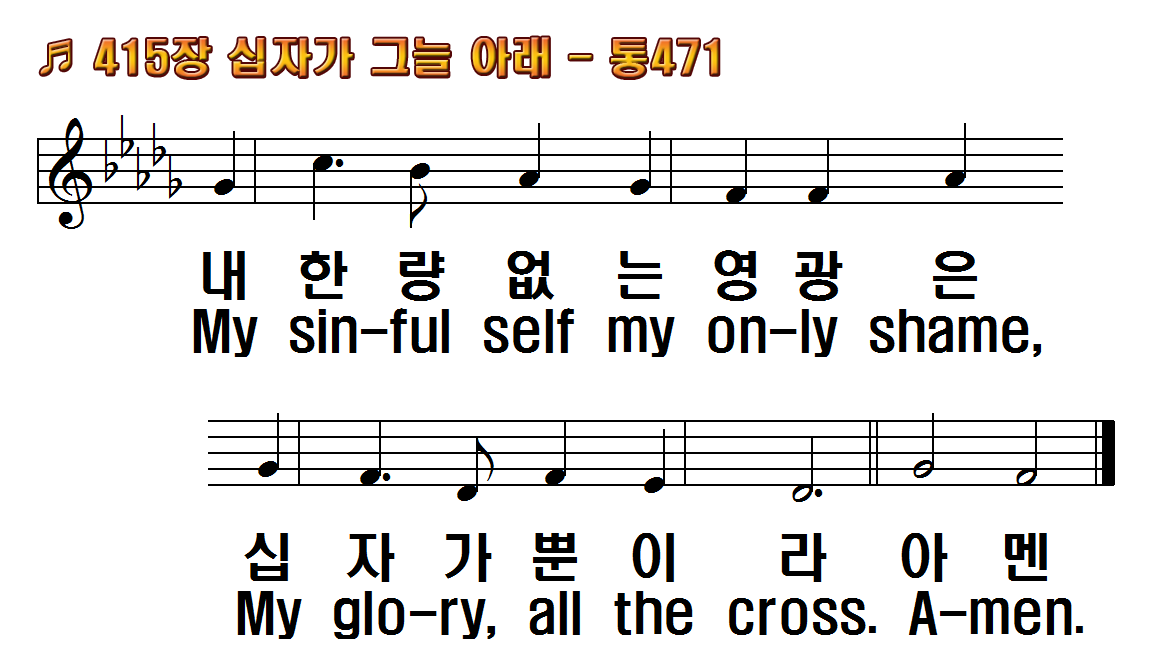 ♬ 415장 십자가 그늘 아래 - 통471
내 한 량 없 는 영 광 은
My sin-ful self my on-ly shame,
십 자 가 뿐 이 라 아 멘
My glo-ry, all the cross. A-men.